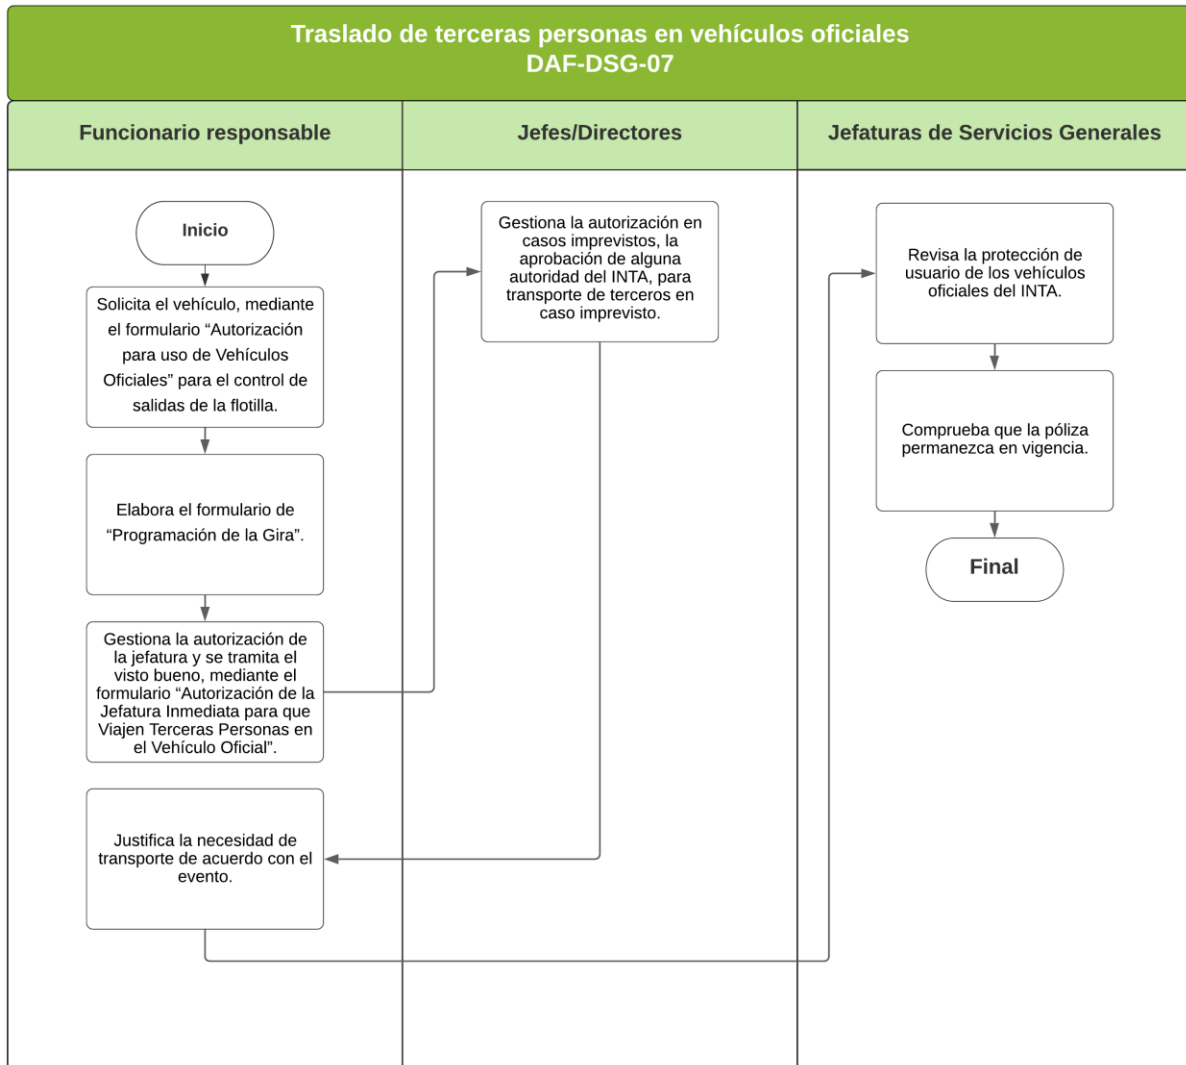 Traslado de terceras personas en vehículos oficiales
DAF-DSG-07
Funcionario responsable
Jefes/Directores
Jefaturas de Servicios Generales
Inicio
Solicita el vehículo, mediante
el formulario “Autorización
para uso de Vehículos
Oficiales” para el control de
salidas de la flotilla.
Elabora el formulario de
“Programación de la Gira”.
Gestiona la autorización de
la jefatura y se tramita el
visto bueno, mediante el
formulario “Autorización de la
Jefatura Inmediata para que
Viajen Terceras Personas en
el Vehículo Oficial”.
Gestiona la autorización en
casos imprevistos, la
aprobación de alguna
autoridad del INTA, para
transporte de terceros en
caso imprevisto.
Justifica la necesidad de
transporte de acuerdo con el
evento.
Revisa la protección de
usuario de los vehículos
oficiales del INTA.
Comprueba que la póliza
permanezca en vigencia.
Final